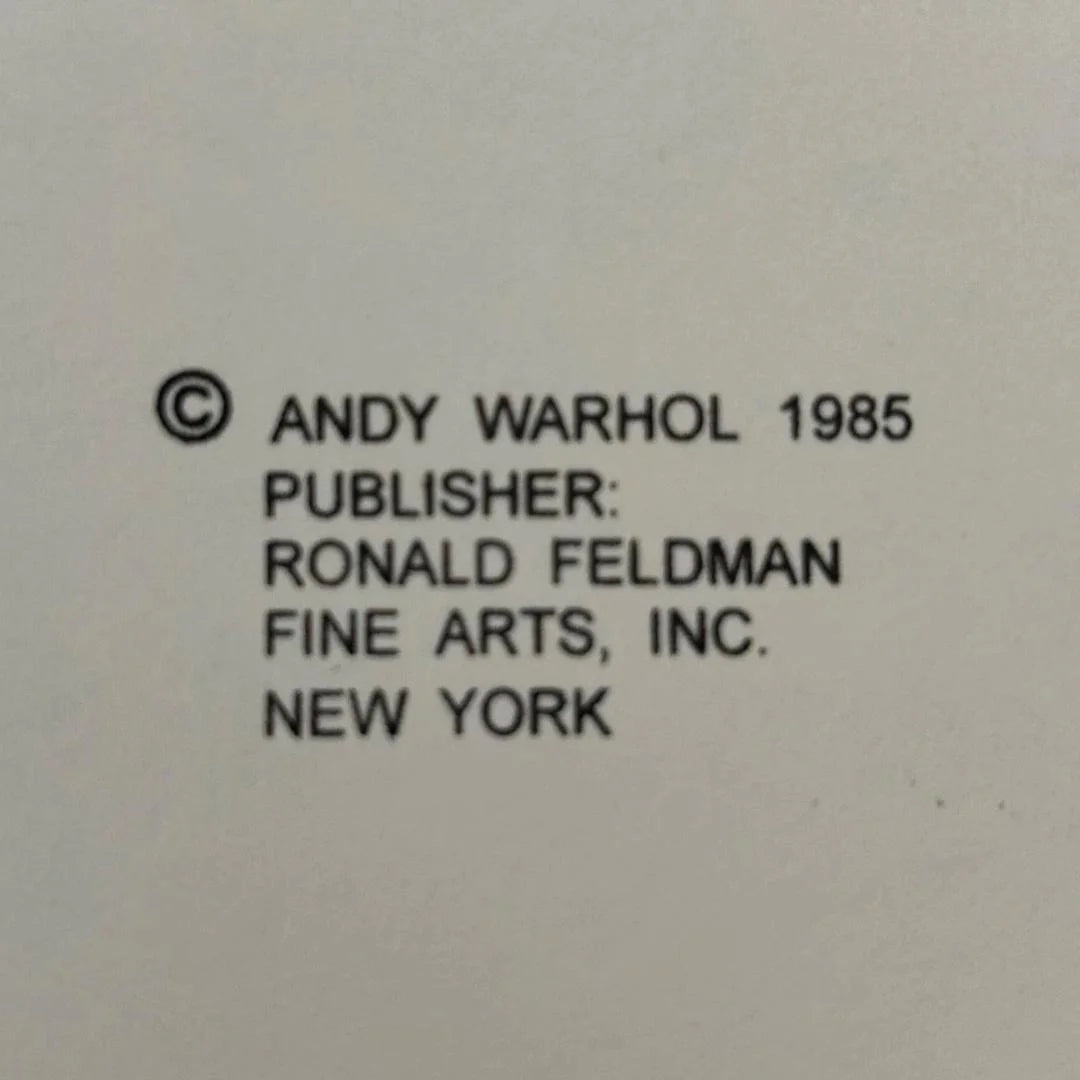 © ANDY WARHOL 1985
PUBLISHER:
RONALD FELDMAN
FINE ARTS, INC.
NEW YORK